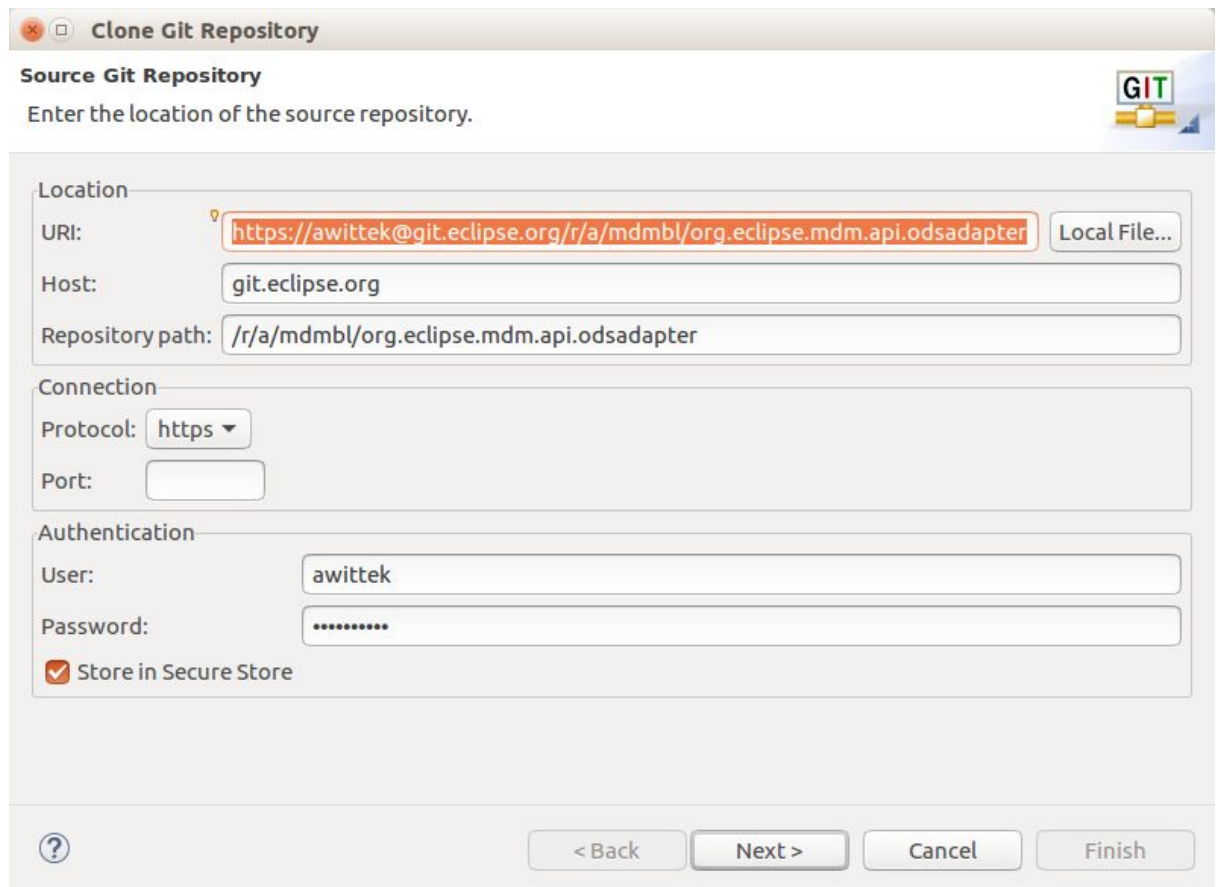 Clone Git Repository
Source Git Repository
Enter the location of the source repository.
GIT
Location
URI: https://awittek@git.eclipse.org/r/a/mdmbl/org.eclipse.mdm.api.odsadapter Local File...
Host: git.eclipse.org
Repository path: /r/a/mdmbl/org.eclipse.mdm.api.odsadapter
Connection
Protocol: https
Port:
Authentication
User: awittek
Password: ••••••••••
Store in Secure Store
? < Back Next > Cancel Finish